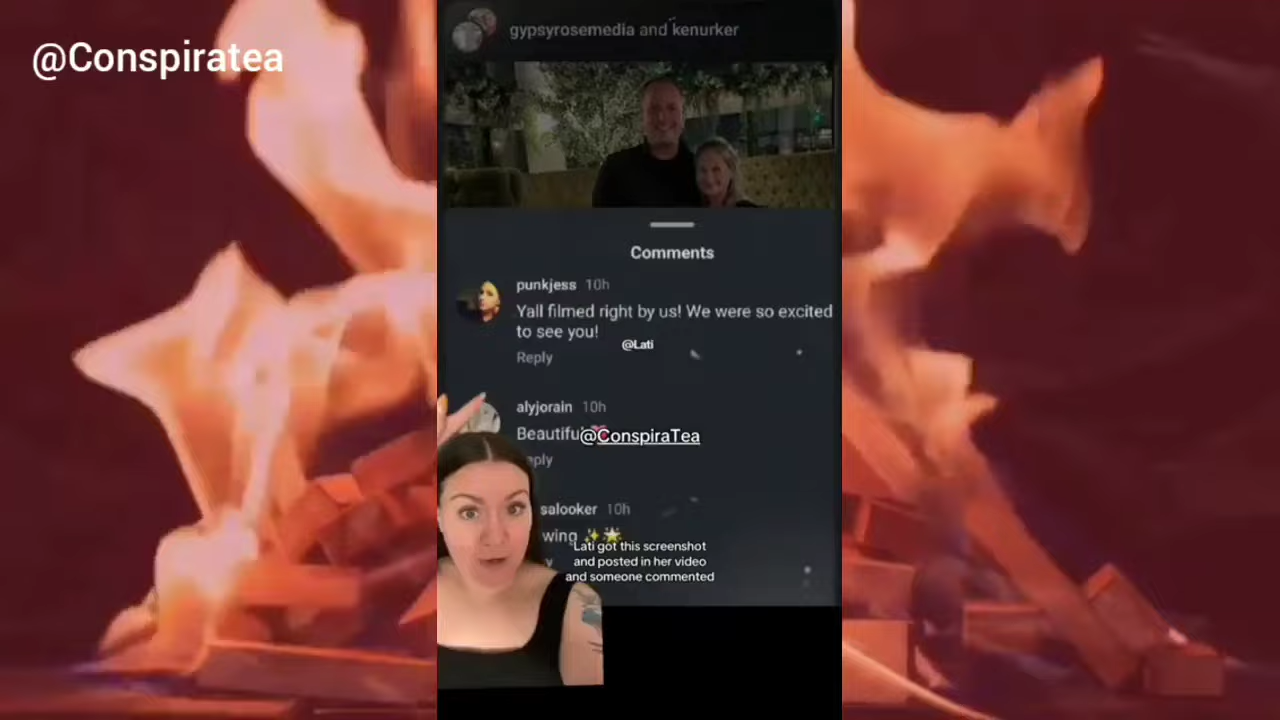 @Conspiratea
gypsyrosemedia and kenurker
Comments
punkjess 10h
Yall filmed right by us! We were so excited
to see you!
@Lati
Reply
alyjorain 10h
@ConspiraTea
salooker 10h
wing ✨🌟
Lati got this screenshot
and posted in her video
and someone commented